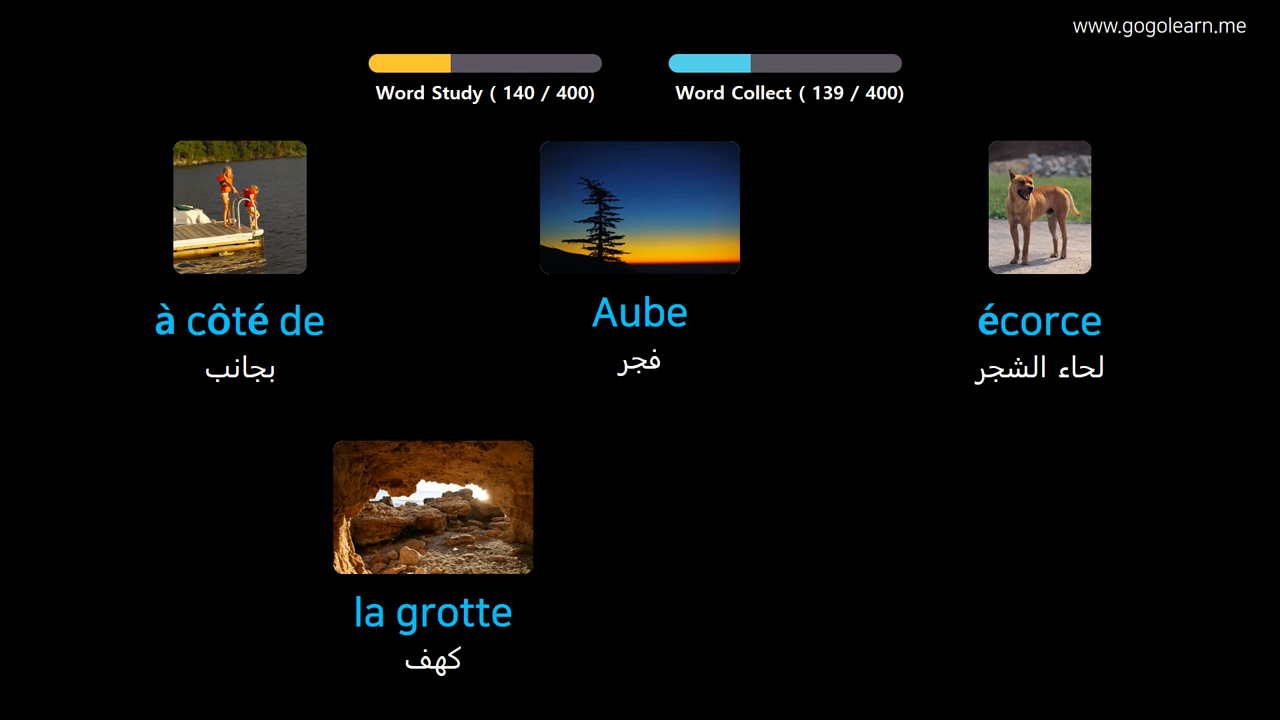 www.gogolearn.me
Word Study ( 140 / 400)
Word Collect ( 139 / 400)
à côté de
بجانب
Aube
فجر
écorce
لحاء الشجر
la grotte
كهف